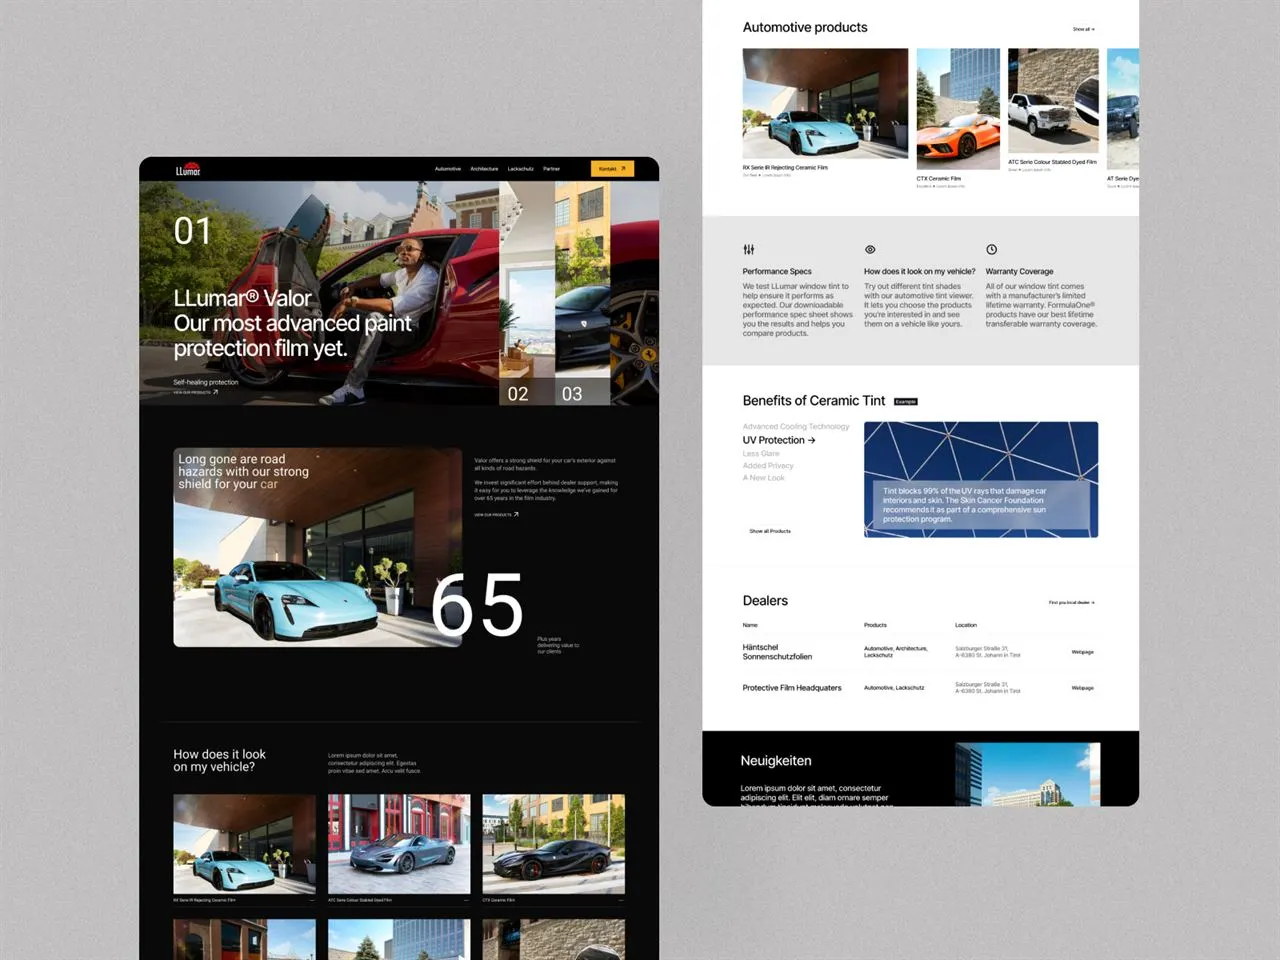 LLumar
Automotive
Architecture
Lackschutz
Partner
Kontakt
01
LLumar® Valor
Our most advanced paint
protection film yet.
Self-healing protection
VIEW OUR PRODUCTS
02
03
Long gone are road
hazards with our strong
shield for your car
Valor offers a strong shield for your car's exterior against
all kinds of road hazards.
We invest significant effort behind dealer support, making
it easy for you to leverage the knowledge we've gained for
over 65 years in the film industry.
VIEW OUR PRODUCTS
65
Plus years
delivering value to
our clients
How does it look
on my vehicle?
Lorem ipsum dolor sit amet,
consectetur adipiscing elit. Egestas
proin vitae sed amet. Arcu velit fusce.
RX Serie IR Rejecting Ceramic Film
ATC Serie Colour Stabled Dyed Film
CTX Ceramic Film
Automotive products
Show all →
RX Serie IR Rejecting Ceramic Film
CTX Ceramic Film
ATC Serie Colour Stabled Dyed Film
AT Serie Dye
Performance Specs
We test LLumar window tint to
help ensure it performs as
expected. Our downloadable
performance spec sheet shows
you the results and helps you
compare products.
How does it look on my vehicle?
Try out different tint shades
with our automotive tint viewer.
It lets you choose the products
you're interested in and see
them on a vehicle like yours.
Warranty Coverage
All of our window tint comes
with a manufacturer's limited
lifetime warranty. FormulaOne®
products have our best lifetime
transferable warranty coverage.
Benefits of Ceramic Tint
Example
Advanced Cooling Technology
UV Protection →
Less Glare
Added Privacy
A New Look
Show all Products
Tint blocks 99% of the UV rays that damage car
interiors and skin. The Skin Cancer Foundation
recommends it as part of a comprehensive sun
protection program.
Dealers
Find you local dealer →
Name
Products
Location
Häntschel
Sonnenschutzfolien
Automotive, Architecture,
Lackschutz
Salzburger Straße 31,
A-6380 St. Johann in Tirol
Webpage
Protective Film Headquaters
Automotive, Lackschutz
Salzburger Straße 31,
A-6380 St. Johann in Tirol
Webpage
Neuigkeiten
Lorem ipsum dolor sit amet, consectetur
adipiscing elit. Elit elit, diam ornare semper